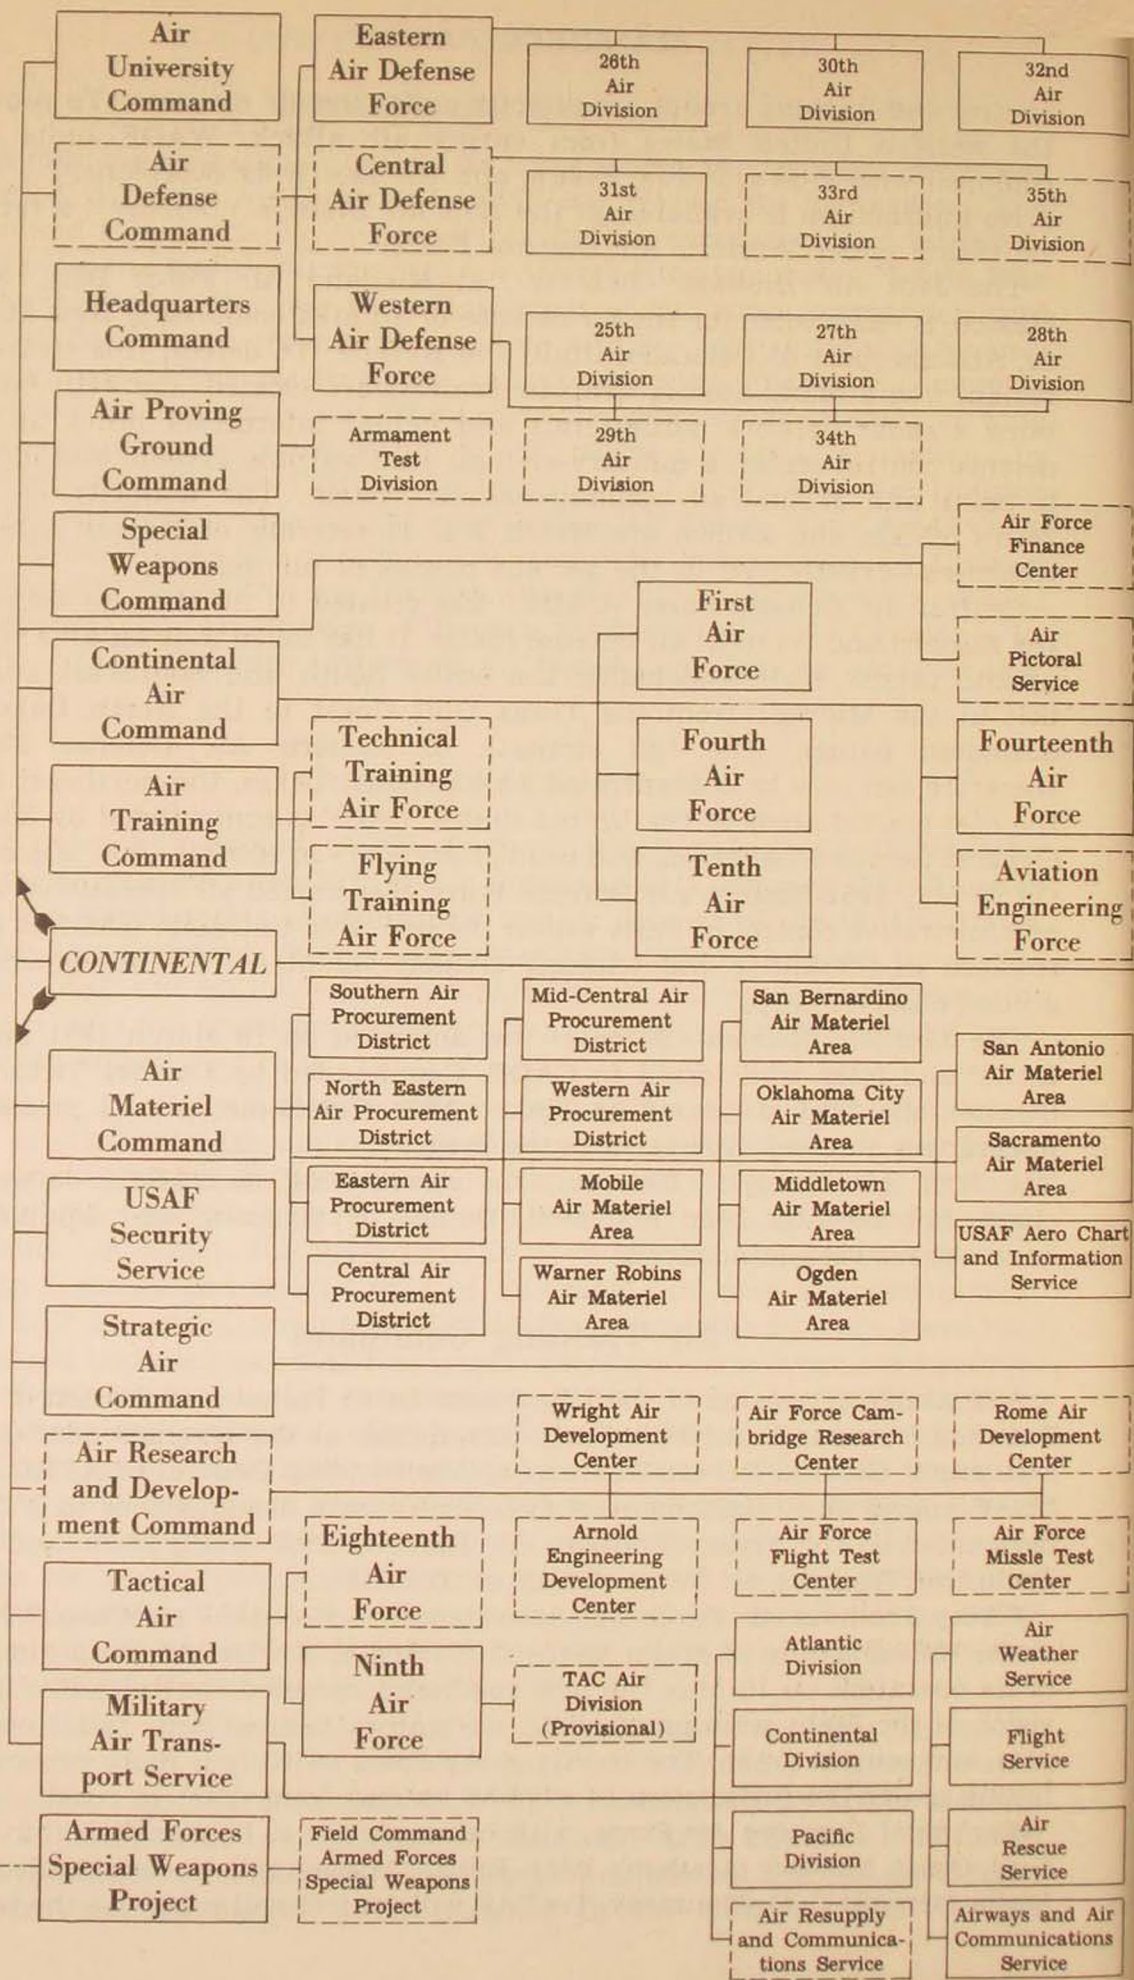 Air
University
Command
Eastern
Air Defense
Force
26th
Air
Division
30th
Air
Division
32nd
Air
Division
Air
Defense
Command
Central
Air Defense
Force
31st
Air
Division
33rd
Air
Division
35th
Air
Division
Headquarters
Command
Western
Air Defense
Force
25th
Air
Division
27th
Air
Division
28th
Air
Division
Air Proving
Ground
Command
Armament
Test
Division
29th
Air
Division
34th
Air
Division
Special
Weapons
Command
Air Force
Finance
Center
First
Air
Force
Air
Pictoral
Service
Continental
Air
Command
Technical
Training
Air Force
Fourth
Air
Force
Fourteenth
Air
Force
Air
Training
Command
Flying
Training
Air Force
Tenth
Air
Force
Aviation
Engineering
Force
CONTINENTAL
Southern Air
Procurement
District
Mid-Central Air
Procurement
District
San Bernardino
Air Materiel
Area
San Antonio
Air Materiel
Area
Air
Materiel
Command
North Eastern
Air Procurement
District
Western Air
Procurement
District
Oklahoma City
Air Materiel
Area
Sacramento
Air Materiel
Area
USAF
Security
Service
Eastern Air
Procurement
District
Mobile
Air Materiel
Area
Middletown
Air Materiel
Area
USAF Aero Chart
and Information
Service
Central Air
Procurement
District
Warner Robins
Air Materiel
Area
Ogden
Air Materiel
Area
Strategic
Air
Command
Wright Air
Development
Center
Air Force Cam-
bridge Research
Center
Rome Air
Development
Center
Air Research
and Develop-
ment Command
Eighteenth
Air
Force
Arnold
Engineering
Development
Center
Air Force
Flight Test
Center
Air Force
Missle Test
Center
Tactical
Air
Command
Ninth
Air
Force
TAC Air
Division
(Provisional)
Atlantic
Division
Air
Weather
Service
Military
Air Trans-
port Service
Continental
Division
Flight
Service
Armed Forces
Special Weapons
Project
Field Command
Armed Forces
Special Weapons
Project
Pacific
Division
Air
Rescue
Service
Air Resupply
and Communica-
tions Service
Airways and Air
Communications
Service